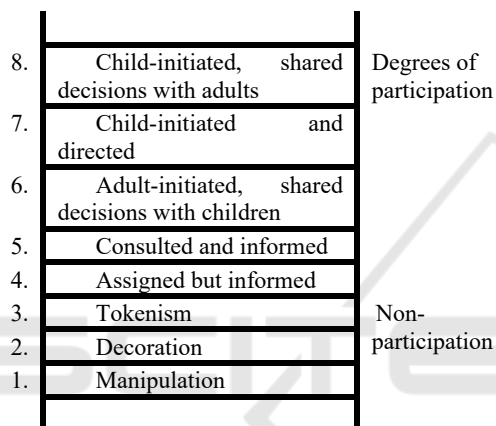 8. Child-initiated, shared Degrees of
decisions with adults participation
7. Child-initiated and
directed
6. Adult-initiated, shared
decisions with children
5. Consulted and informed
4. Assigned but informed
3. Tokenism Non-
2. Decoration participation
1. Manipulation
SCITE